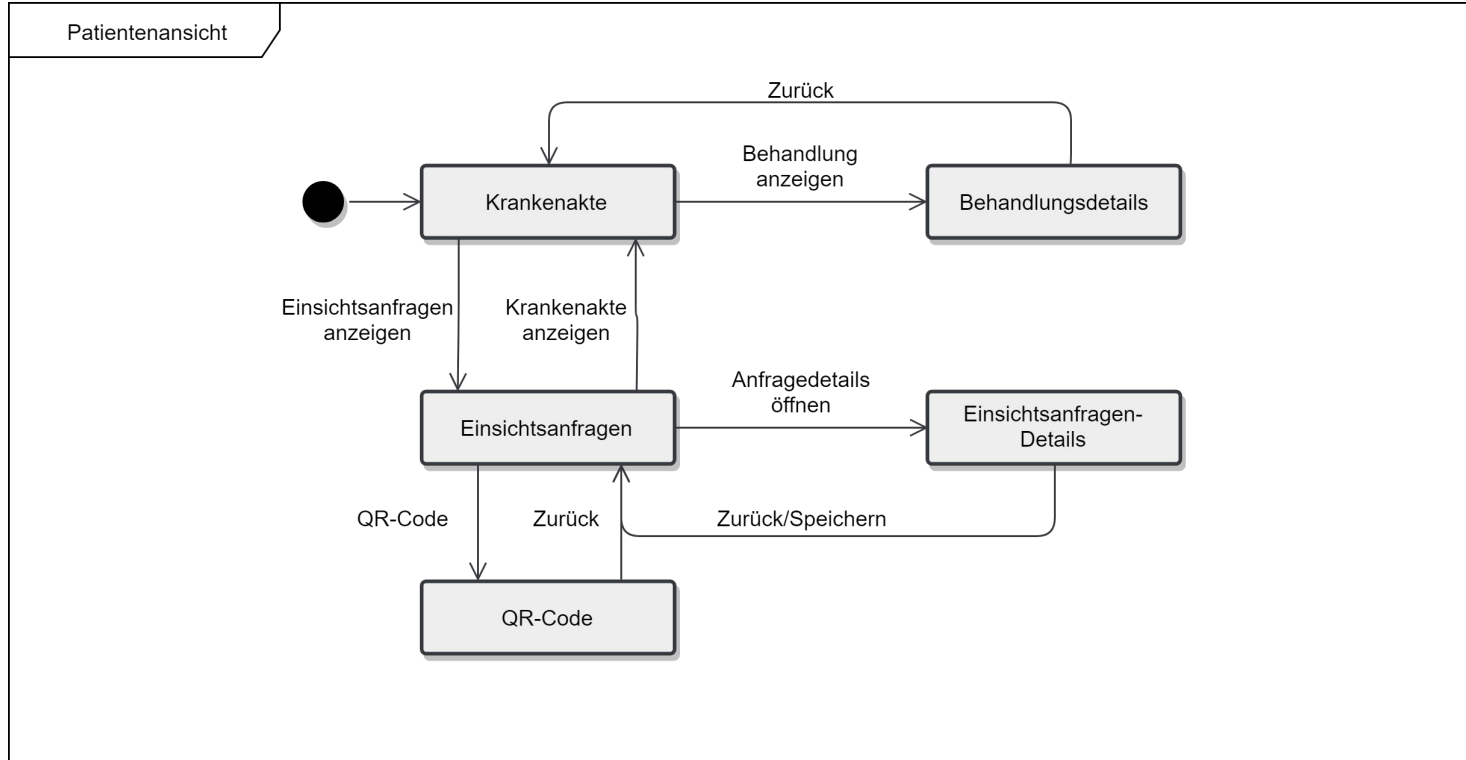 Patientenansicht
Zurück
Behandlung
anzeigen
Krankenakte
Behandlungsdetails
Einsichtsanfragen
anzeigen
Krankenakte
anzeigen
Anfragedetails
öffnen
Einsichtsanfragen
Einsichtsanfragen-
Details
QR-Code
Zurück
Zurück/Speichern
QR-Code